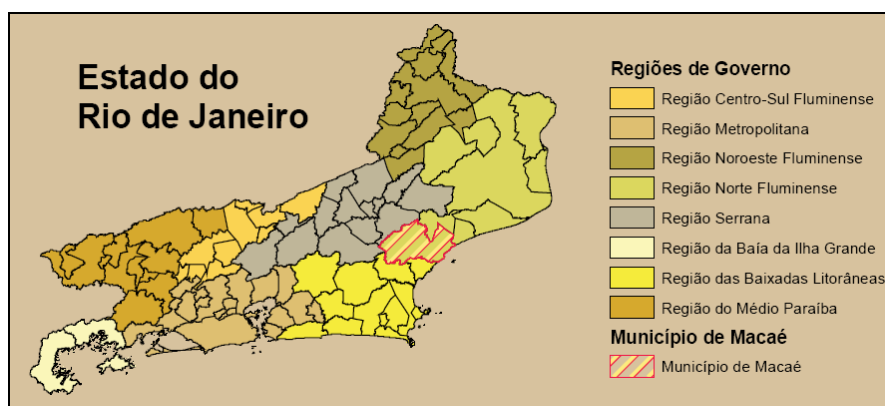 Estado do
Rio de Janeiro
Regiões de Governo
Região Centro-Sul Fluminense
Região Metropolitana
Região Noroeste Fluminense
Região Norte Fluminense
Região Serrana
Região da Baía da Ilha Grande
Região das Baixadas Litorâneas
Região do Médio Paraíba
Município de Macaé
Município de Macaé